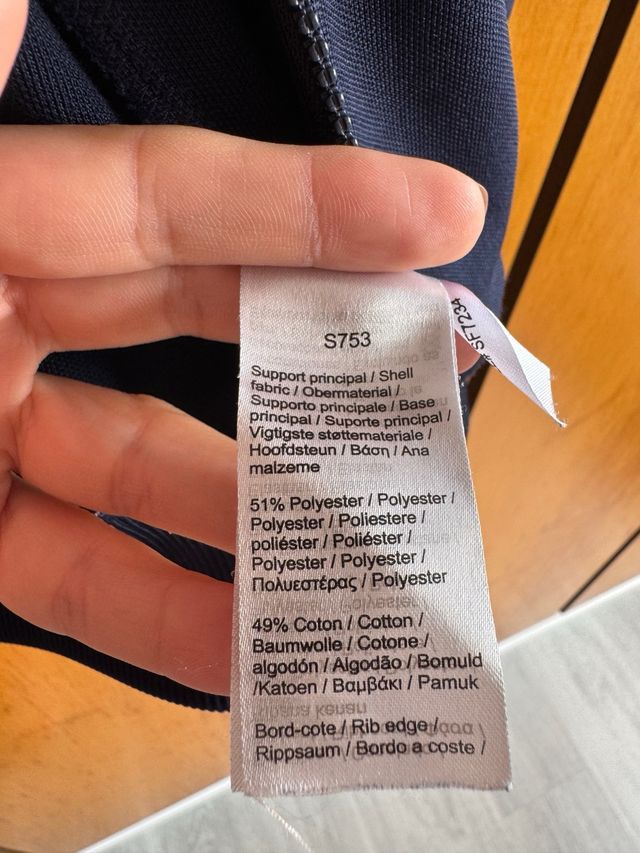 S753
Support principal / Shell
fabric / Obermaterial /
Supporto principale / Base
principal / Suporte principal /
Vigtigste støttemateriale /
Hoofdsteun / Βάση / Ana
malzeme
51% Polyester / Polyester /
Polyester / Poliestere /
poliéster / Poliéster /
Polyester / Polyester /
Πολυεστέρας / Polyester
49% Coton / Cotton /
Baumwolle / Cotone /
algodón / Algodão / Bomuld
/Katoen / Βαμβάκι / Pamuk
Bord-cote / Rib edge /
Rippsaum / Bordo a coste /
SFT234